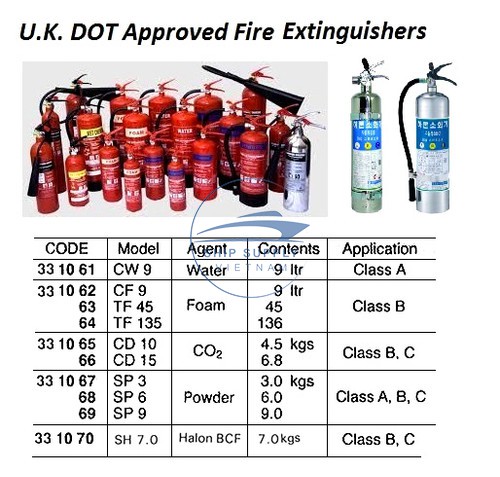 U.K. DOT Approved Fire Extinguishers
FOAM
WATER
SHIP SUPPLY
VIETNAM
CODE Model Agent Contents Application
33 10 61 CW 9 Water 9 ltr Class A
33 10 62 CF 9 Foam 9 ltr Class B
63 TF 45 45
64 TF 135 136
33 10 65 CD 10 CO₂ 4.5 kgs Class B, C
66 CD 15 6.8
33 10 67 SP 3 Powder 3.0 kgs Class A, B, C
68 SP 6 6.0
69 SP 9 9.0
33 10 70 SH 7.0 Halon BCF 7.0 kgs Class B, C